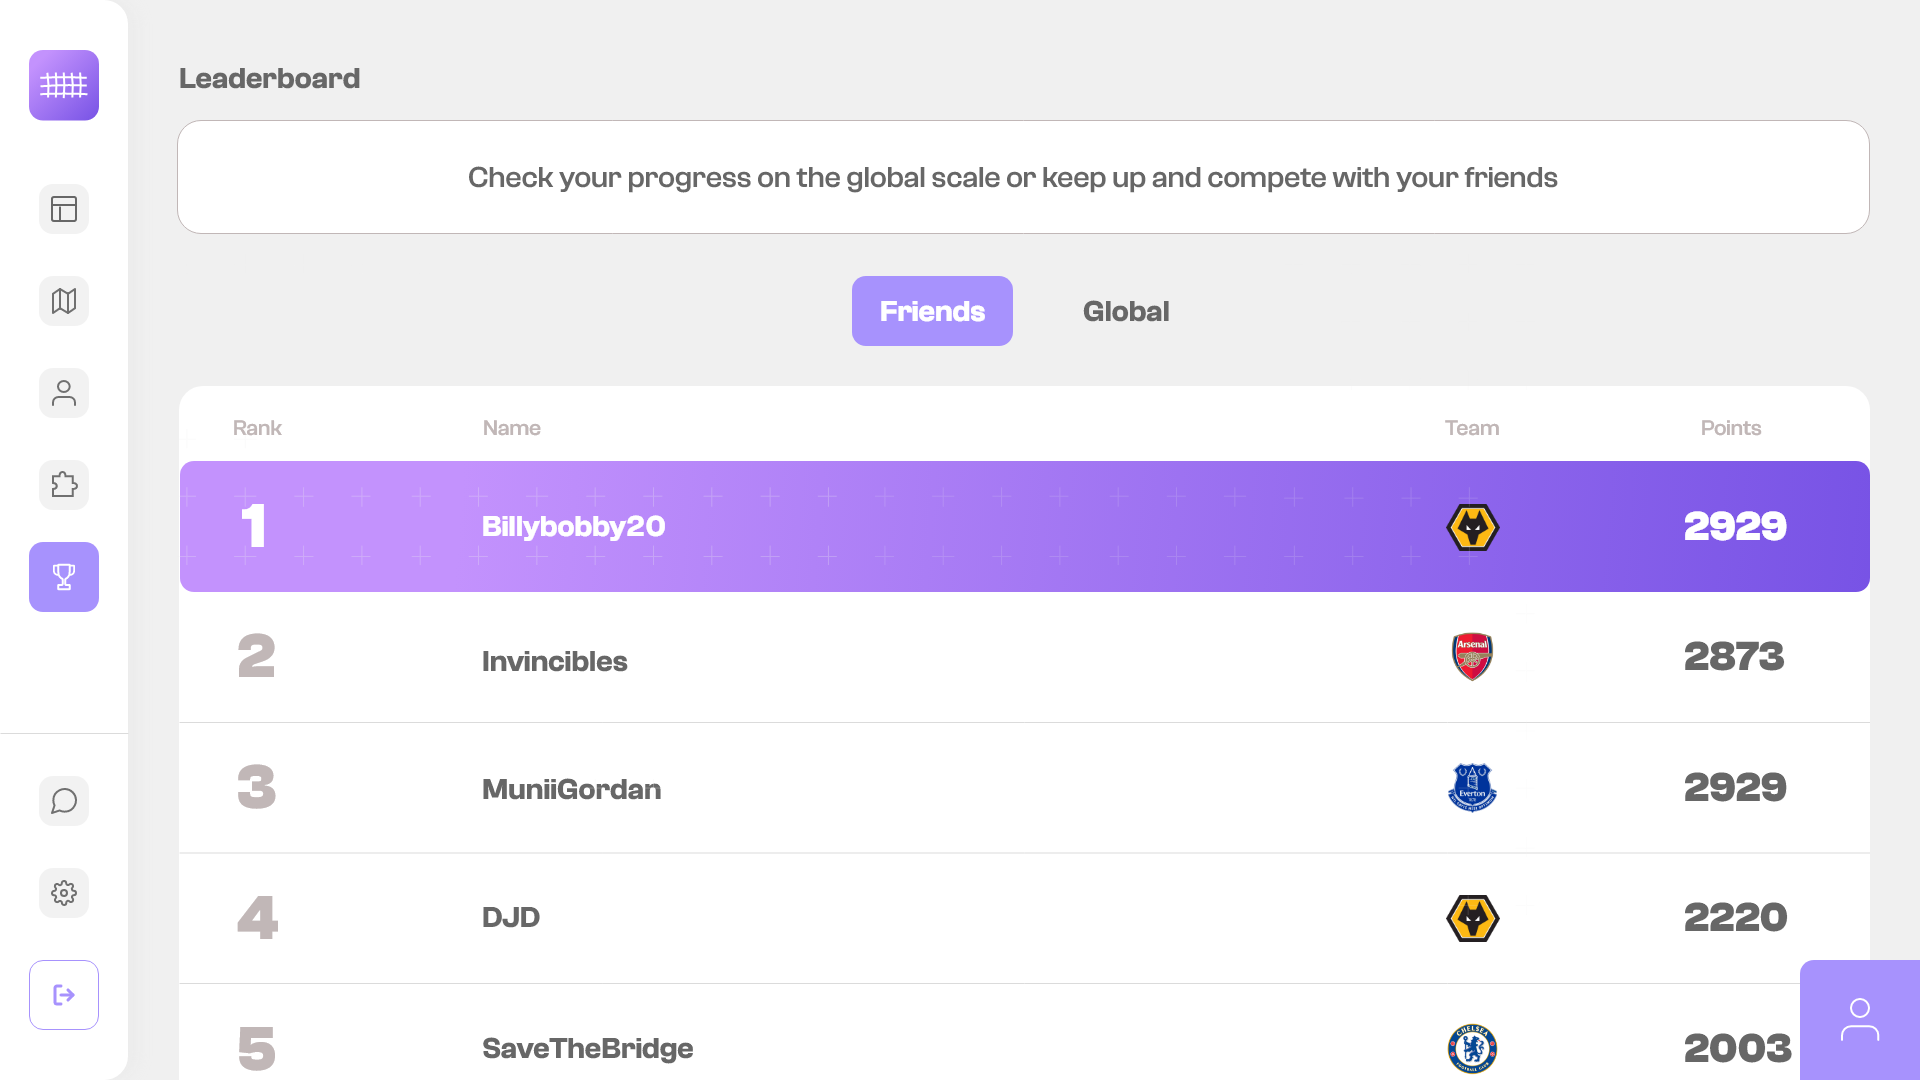 Leaderboard
Check your progress on the global scale or keep up and compete with your friends
Friends Global
Rank Name Team Points
1 Billybobby20 2929
2 Invincibles Arsenal 2873
3 MuniiGordan Everton 2929
4 DJD 2220
5 SaveTheBridge CHELSEA FOOTBALL CLUB 2003